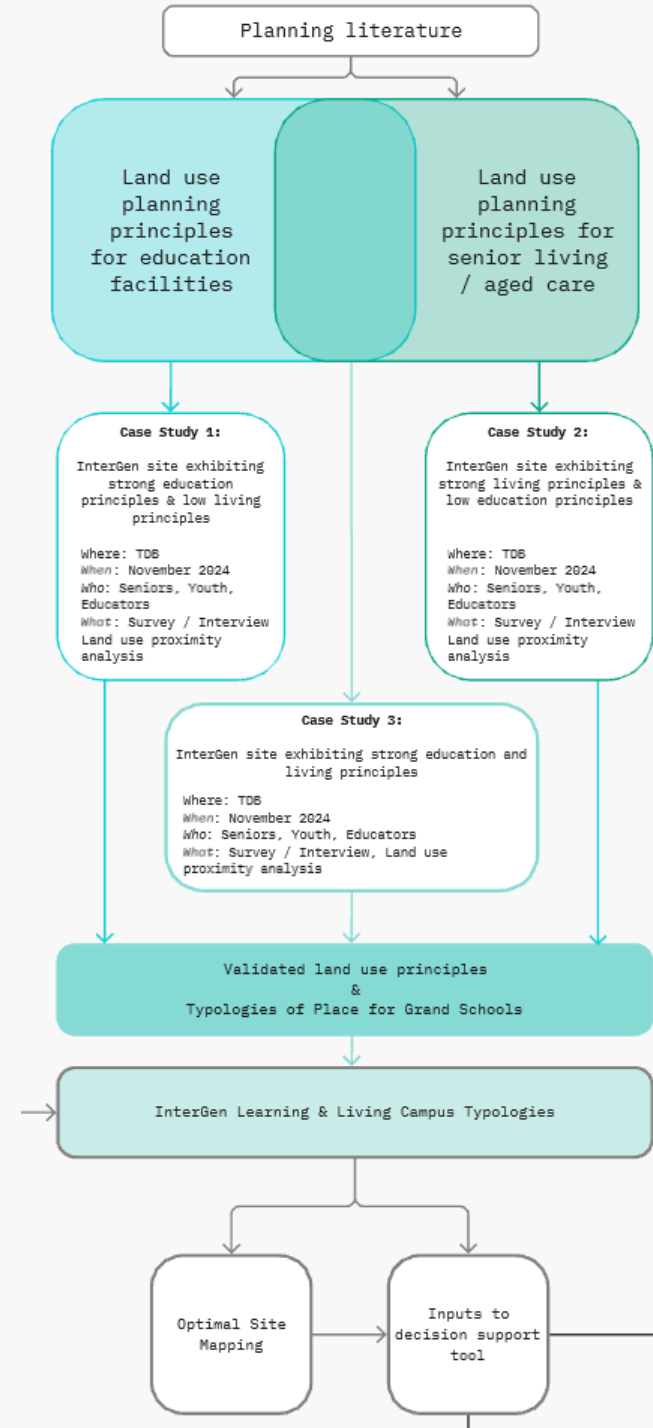 Planning literature
Land use
planning
principles
for education
facilities
Land use
planning
principles for
senior living
/ aged care
Case Study 1:
InterGen site exhibiting
strong education
principles & low living
principles
Where: TDB
When: November 2024
Who: Seniors, Youth,
Educators
What: Survey / Interview
Land use proximity
analysis
Case Study 2:
InterGen site exhibiting
strong living principles &
low education principles
Where: TDB
When: November 2024
Who: Seniors, Youth,
Educators
What: Survey / Interview
Land use proximity
analysis
Case Study 3:
InterGen site exhibiting strong education and
living principles
Where: TDB
When: November 2024
Who: Seniors, Youth, Educators
What: Survey / Interview, Land use
proximity analysis
Validated land use principles
&
Typologies of Place for Grand Schools
InterGen Learning & Living Campus Typologies
Optimal Site
Mapping
Inputs to
decision support
tool